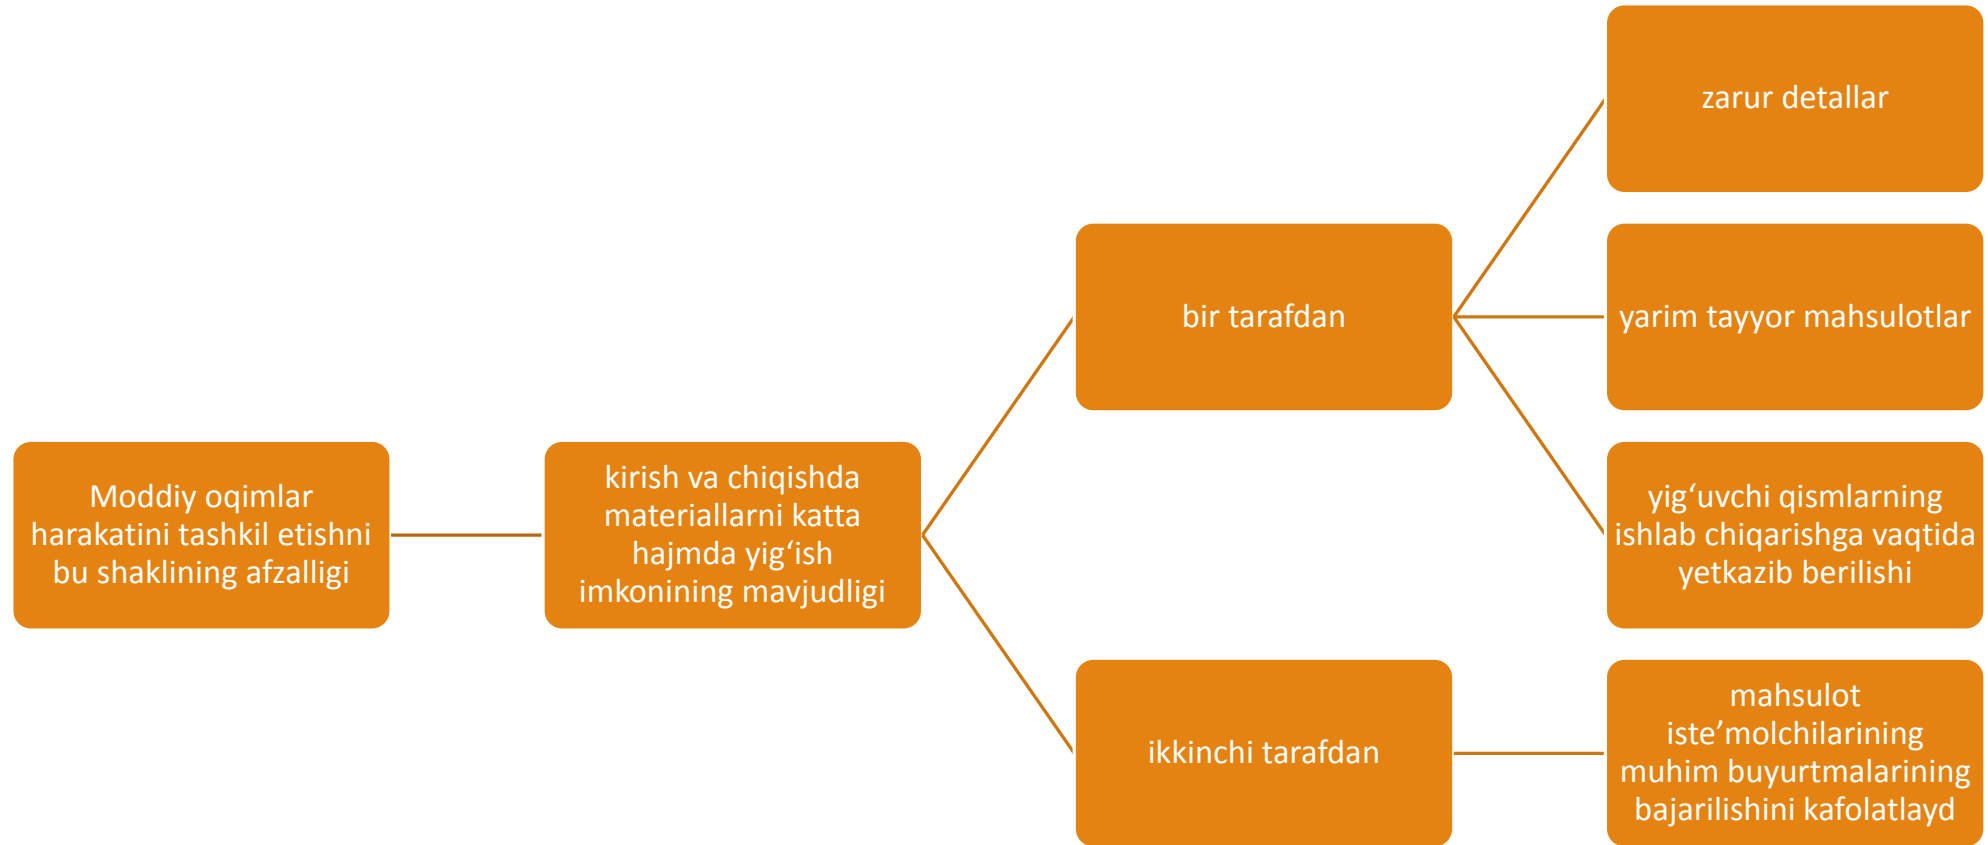 Moddiy oqimlar
harakatini tashkil etishni
bu shaklining afzalligi
kirish va chiqishda
materiallarni katta
hajmda yig‘ish
imkonining mavjudligi
bir tarafdan
zarur detallar
yarim tayyor mahsulotlar
yig‘uvchi qismlarning
ishlab chiqarishga vaqtida
yetkazib berilishi
ikkinchi tarafdan
mahsulot
iste’molchilarining
muhim buyurtmalarining
bajarilishini kafolatlayd